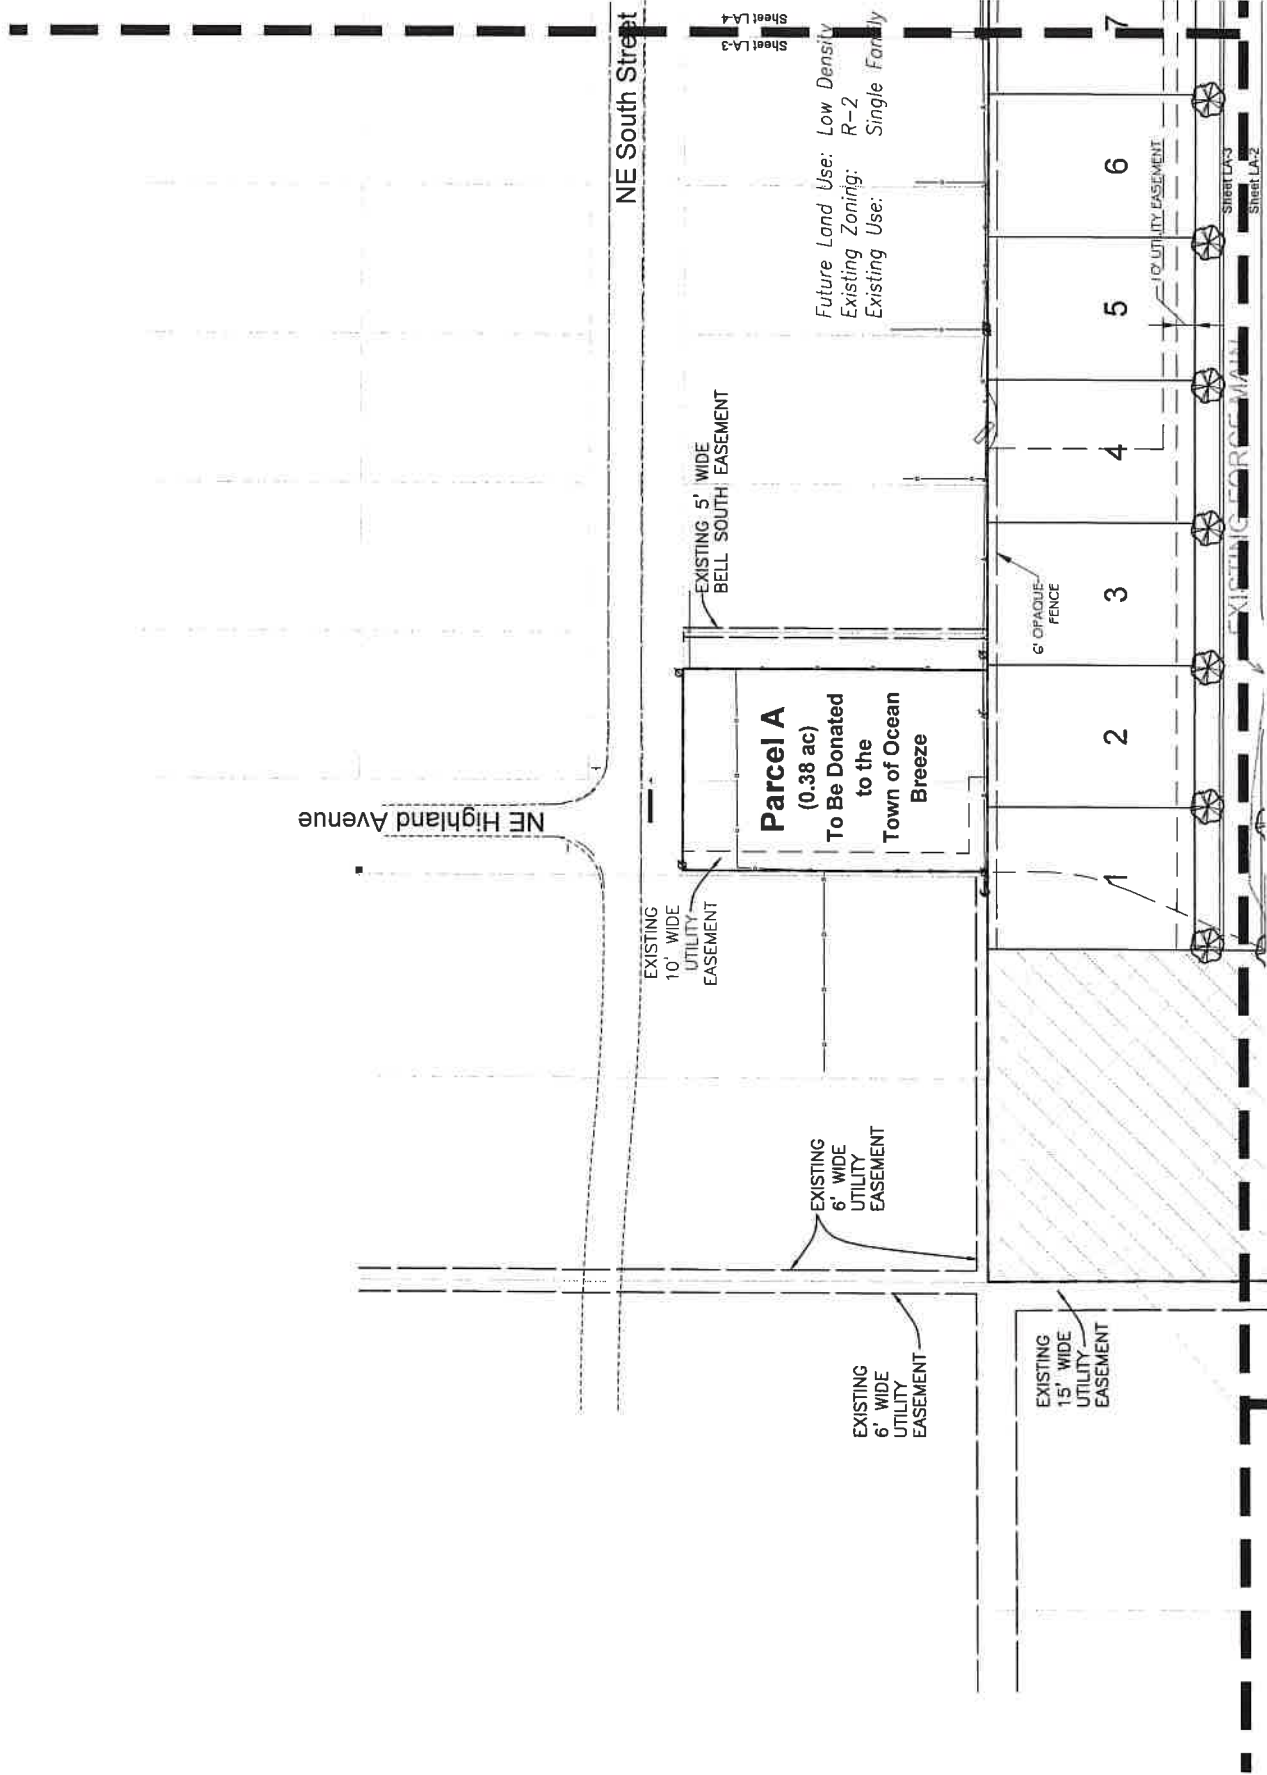 Sheet LA-4
Sheet LA-3
NE South Street
Future Land Use: Low Density
Existing Zoning: R-2
Existing Use: Single Family
NE Highland Avenue
EXISTING 5' WIDE
BELL SOUTH EASEMENT
Parcel A
(0.38 ac)
To Be Donated
to the
Town of Ocean
Breeze
EXISTING
10' WIDE
UTILITY
EASEMENT
EXISTING
6' WIDE
UTILITY
EASEMENT
EXISTING
6' WIDE
UTILITY
EASEMENT
EXISTING
15' WIDE
UTILITY
EASEMENT
6' OPAQUE
FENCE
1
2
3
4
5
6
7
10' UTILITY EASEMENT
EXISTING FORCE MAIN
Sheet LA-3
Sheet LA-2